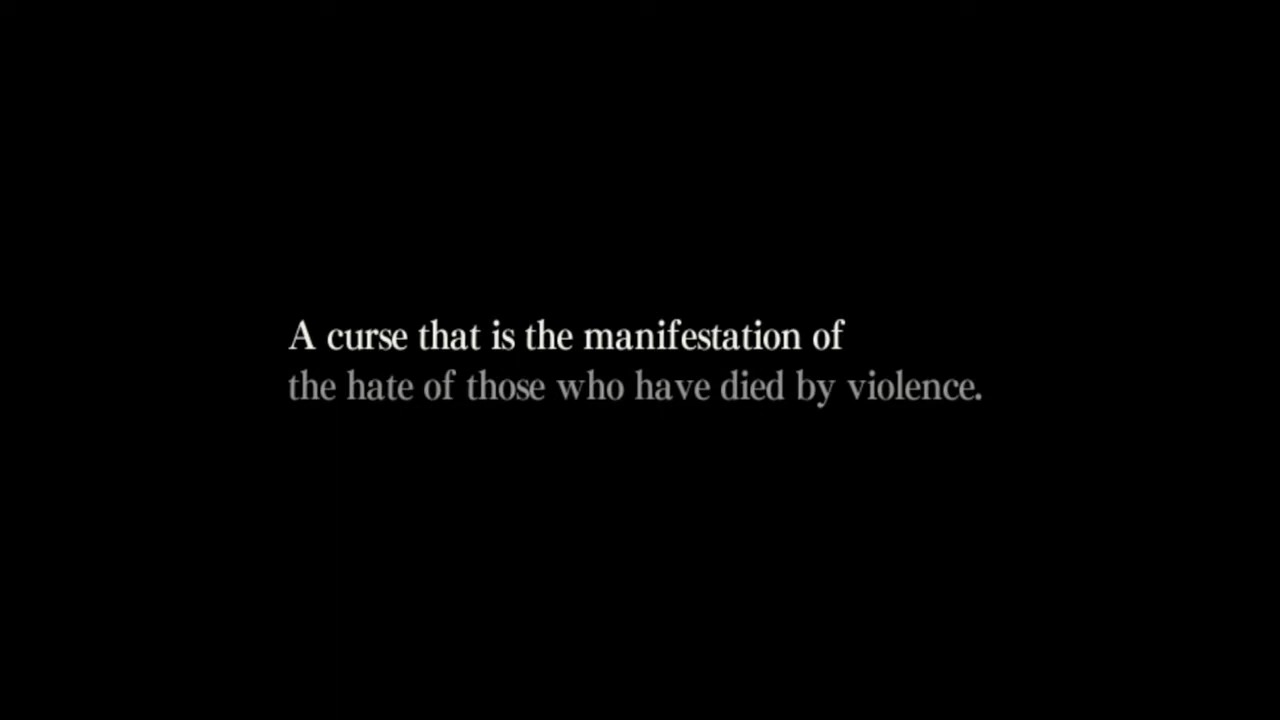 A curse that is the manifestation of
the hate of those who have died by violence.